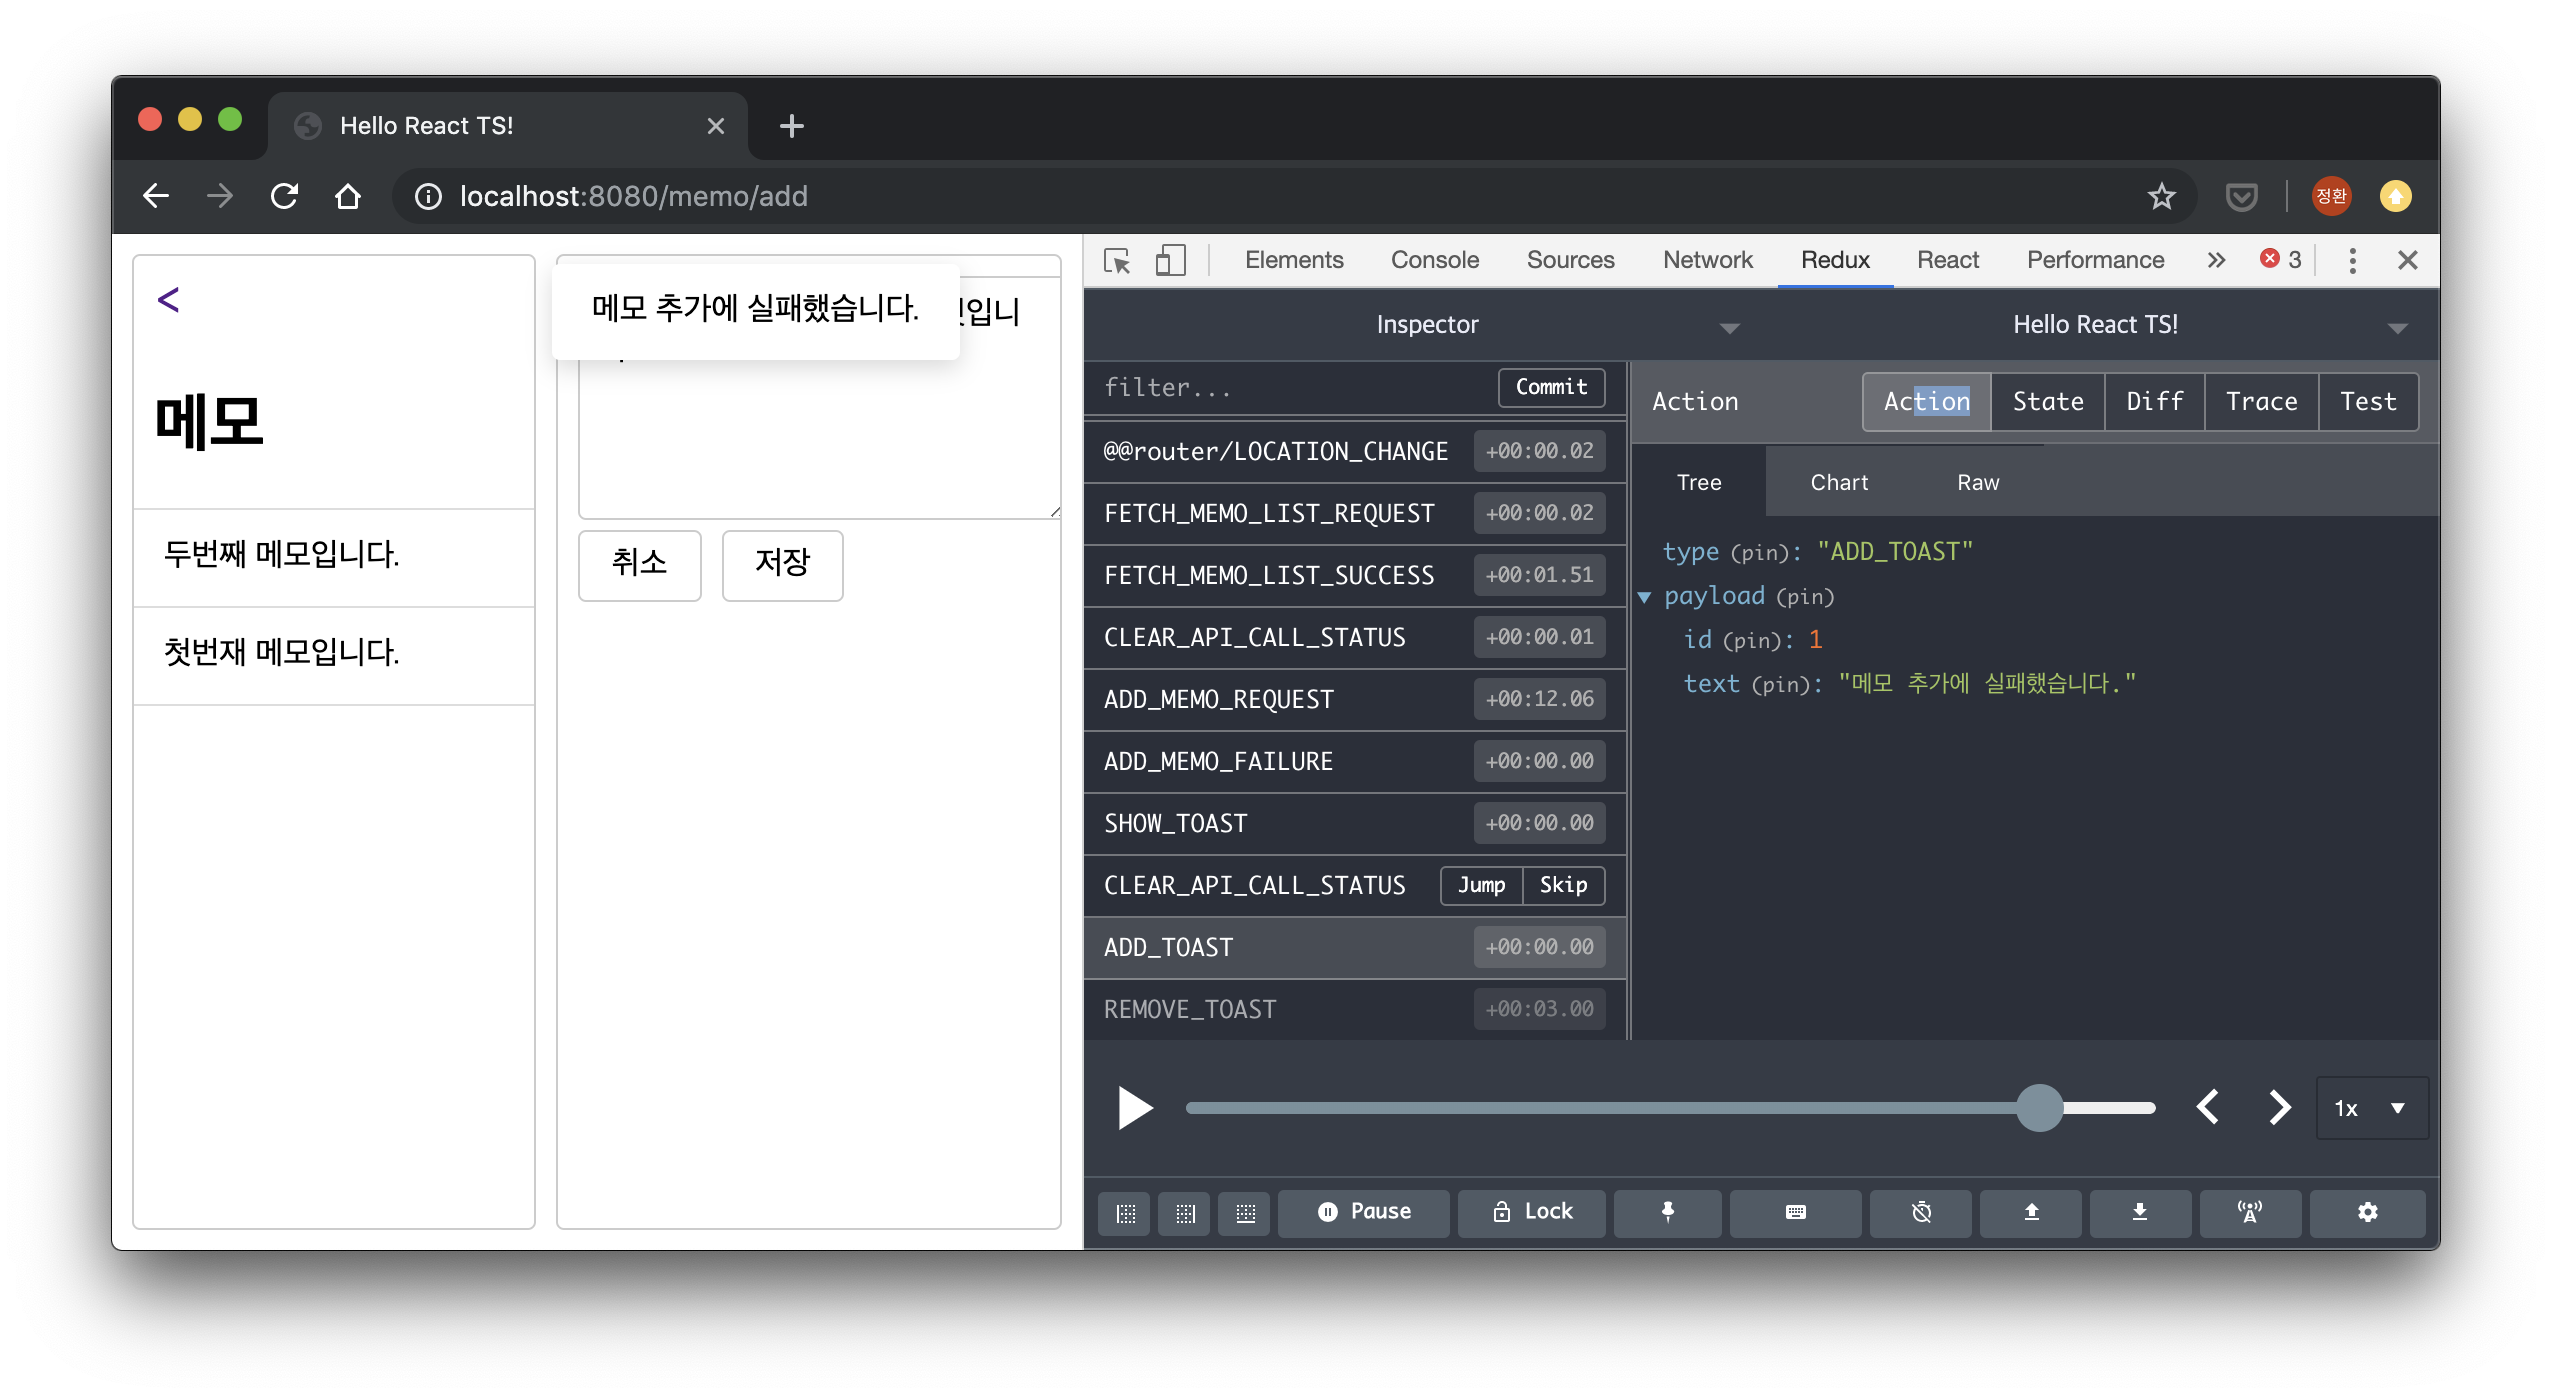 Hello React TS!
localhost:8080/memo/add
정환
<
메모
두번째 메모입니다.
첫번재 메모입니다.
메모 추가에 실패했습니다.
입니
취소
저장
Elements Console Sources Network Redux React Performance » 3
Inspector
Hello React TS!
filter...
Commit
@@router/LOCATION_CHANGE +00:00.02
FETCH_MEMO_LIST_REQUEST +00:00.02
FETCH_MEMO_LIST_SUCCESS +00:01.51
CLEAR_API_CALL_STATUS +00:00.01
ADD_MEMO_REQUEST +00:12.06
ADD_MEMO_FAILURE +00:00.00
SHOW_TOAST +00:00.00
CLEAR_API_CALL_STATUS Jump Skip
ADD_TOAST +00:00.00
REMOVE_TOAST +00:03.00
Action
Action State Diff Trace Test
Tree Chart Raw
type (pin): "ADD_TOAST"
payload (pin)
id (pin): 1
text (pin): "메모 추가에 실패했습니다."
1x
Pause
Lock